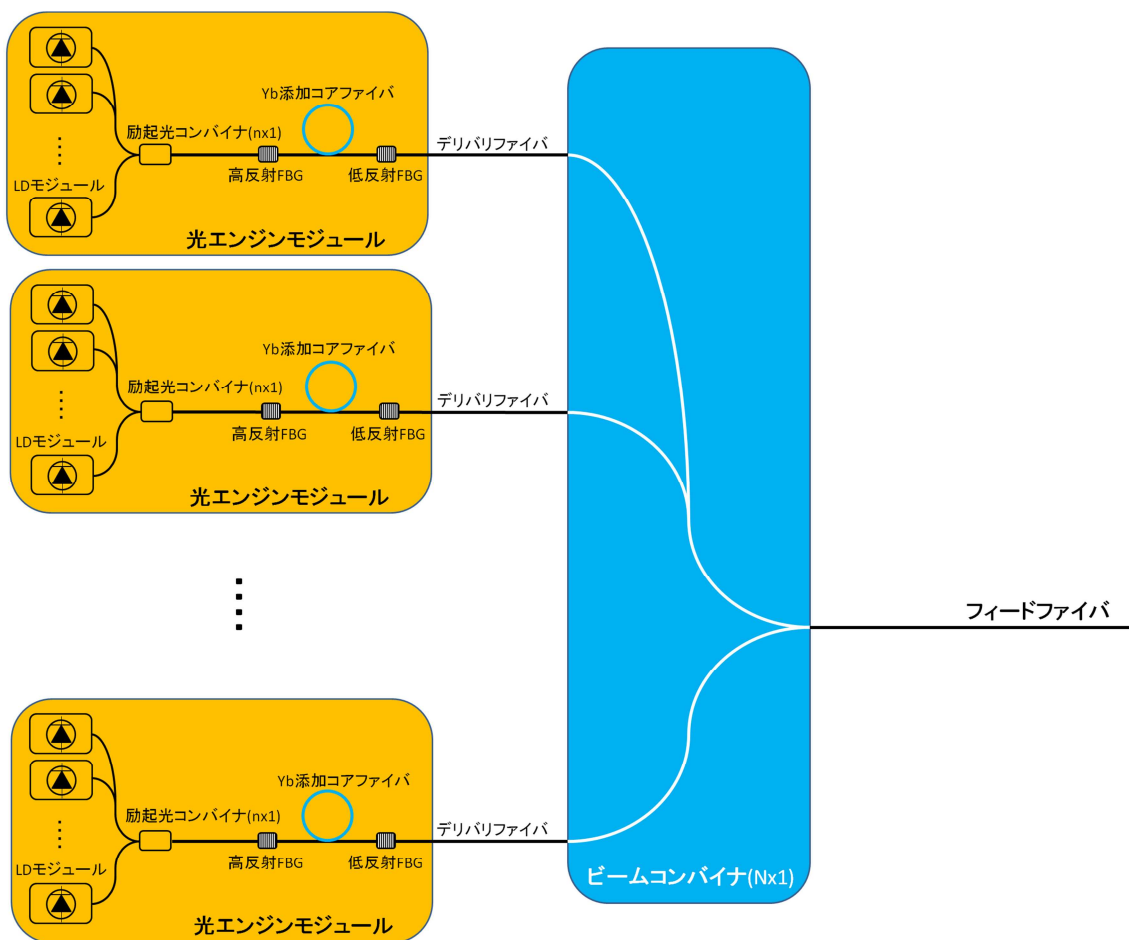 Yb添加コアファイバ
励起光コンバイナ(nx1)
デリバリファイバ
高反射FBG
低反射FBG
LDモジュール
光エンジンモジュール
Yb添加コアファイバ
励起光コンバイナ(nx1)
デリバリファイバ
高反射FBG
低反射FBG
LDモジュール
光エンジンモジュール
フィードファイバ
Yb添加コアファイバ
励起光コンバイナ(nx1)
デリバリファイバ
高反射FBG
低反射FBG
LDモジュール
光エンジンモジュール
ビームコンバイナ(Nx1)